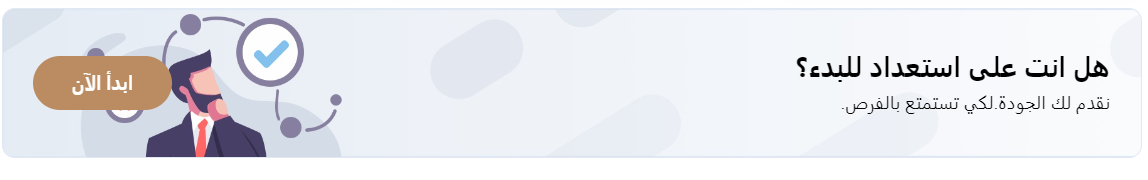 هل انت على استعداد للبدء؟
نقدم لك الجودة.لكي تستمتع بالفرص.
ابدأ الآن